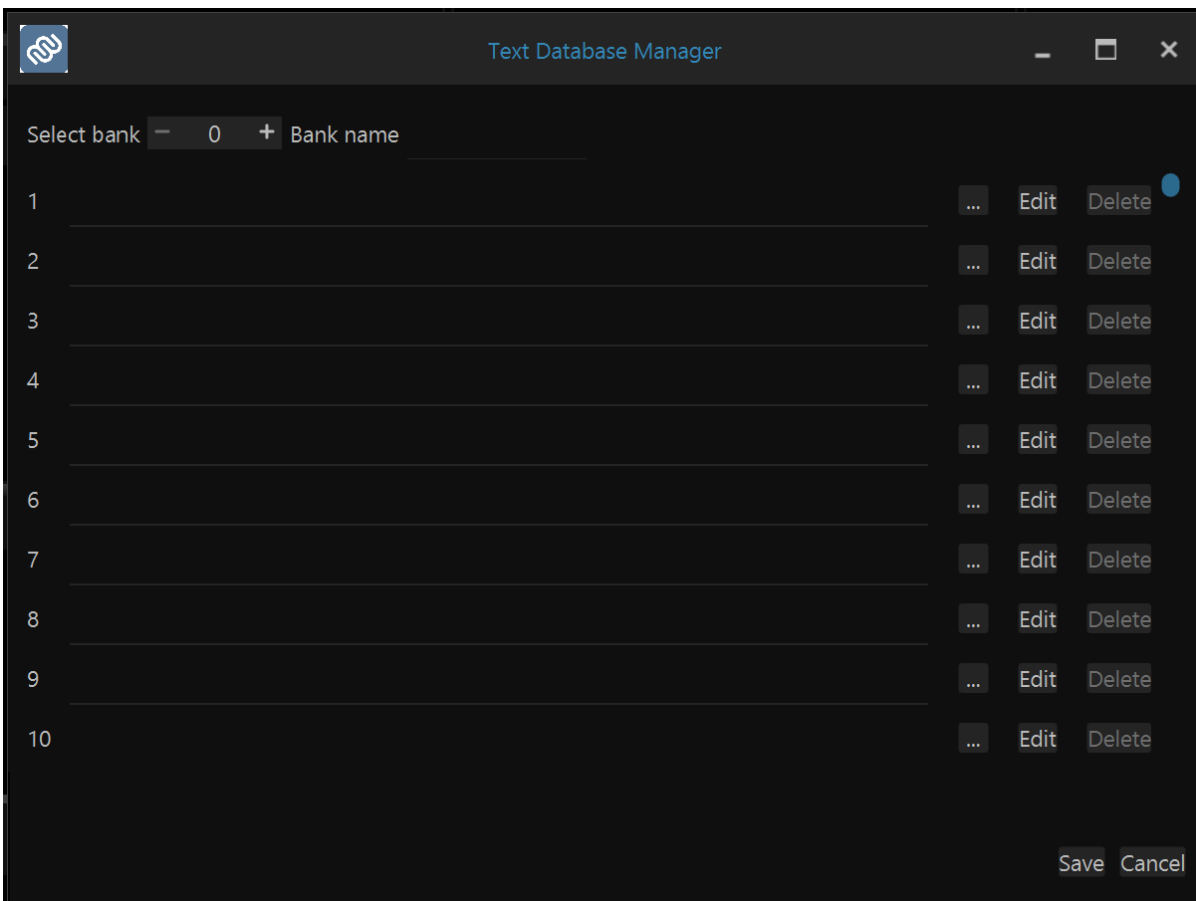 Text Database Manager
Select bank − 0 + Bank name
1 ... Edit Delete
2 ... Edit Delete
3 ... Edit Delete
4 ... Edit Delete
5 ... Edit Delete
6 ... Edit Delete
7 ... Edit Delete
8 ... Edit Delete
9 ... Edit Delete
10 ... Edit Delete
Save Cancel